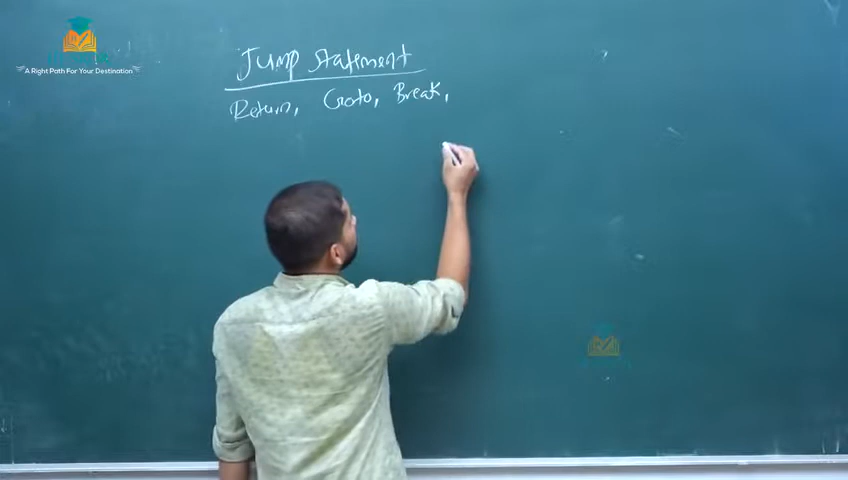 A Right Path For Your Destination
Jump Statement
Return, Goto, Break,